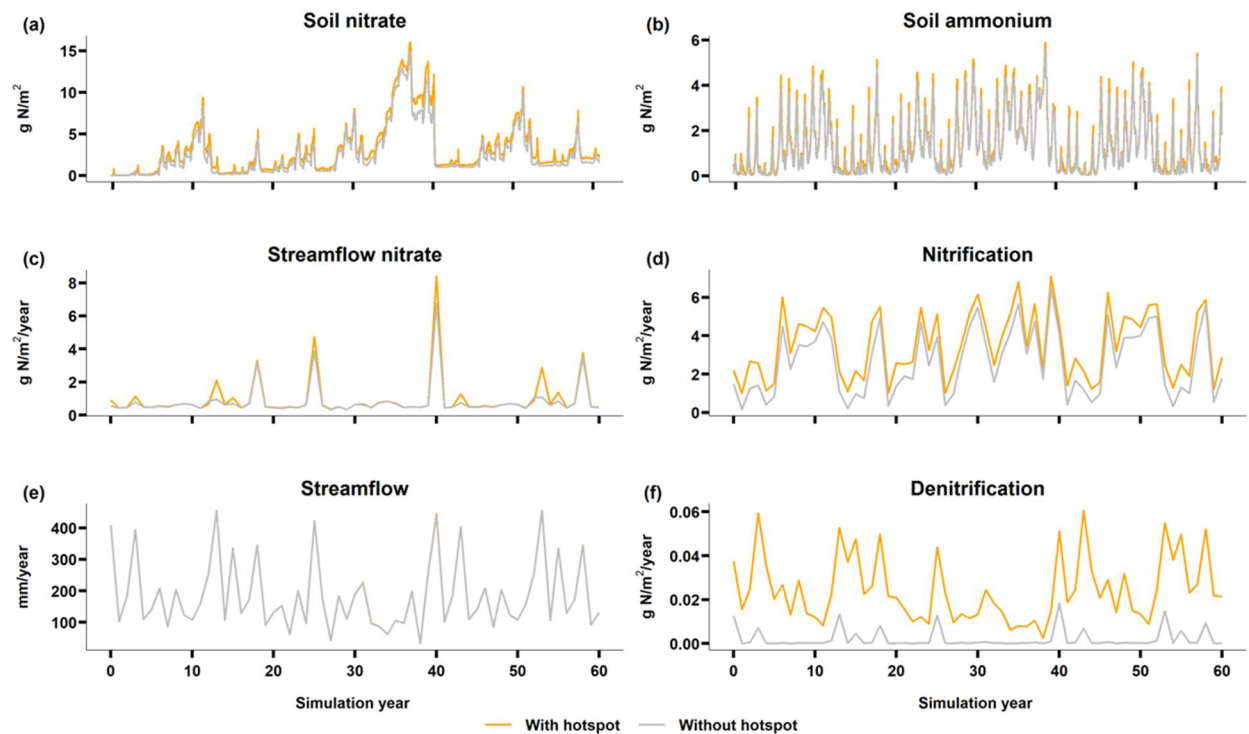 (a) Soil nitrate
g N/m²
15
10
5
0
(b) Soil ammonium
g N/m²
6
4
2
0
(c) Streamflow nitrate
g N/m²/year
8
6
4
2
0
(d) Nitrification
g N/m²/year
6
4
2
0
(e) Streamflow
mm/year
400
300
200
100
0 10 20 30 40 50 60
Simulation year
(f) Denitrification
g N/m²/year
0.06
0.04
0.02
0.00
0 10 20 30 40 50 60
Simulation year
With hotspot Without hotspot